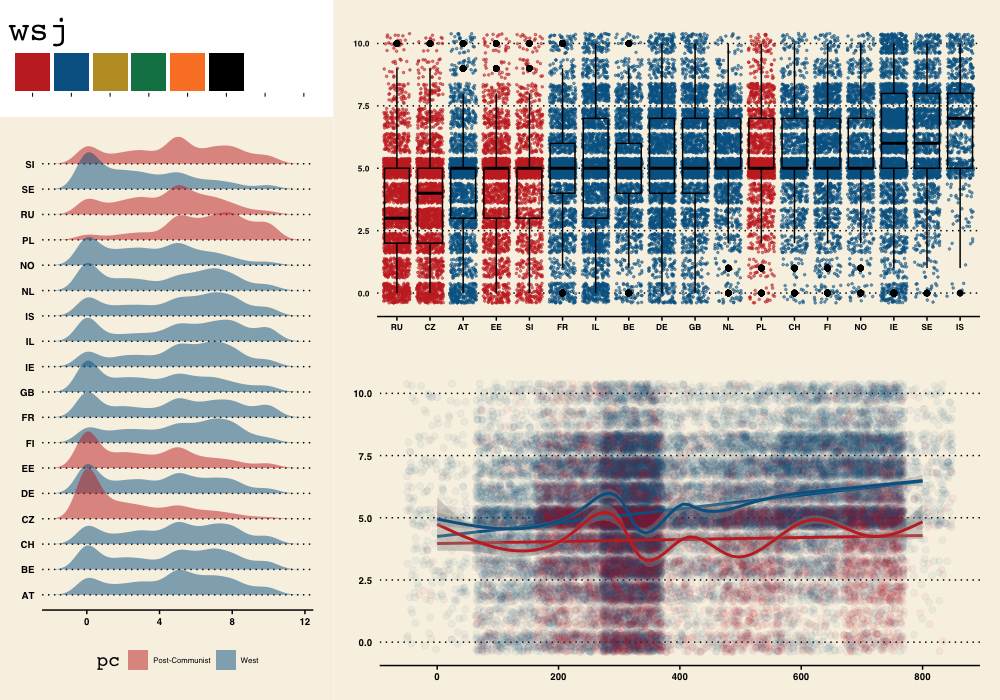 wsj
SI
SE
RU
PL
NO
NL
IS
IL
IE
GB
FR
FI
EE
DE
CZ
CH
BE
AT
0 4 8 12
pc Post-Communist West
10.0
7.5
5.0
2.5
0.0
RU CZ AT EE SI FR IL BE DE GB NL PL CH FI NO IE SE IS
10.0
7.5
5.0
2.5
0.0
0 200 400 600 800